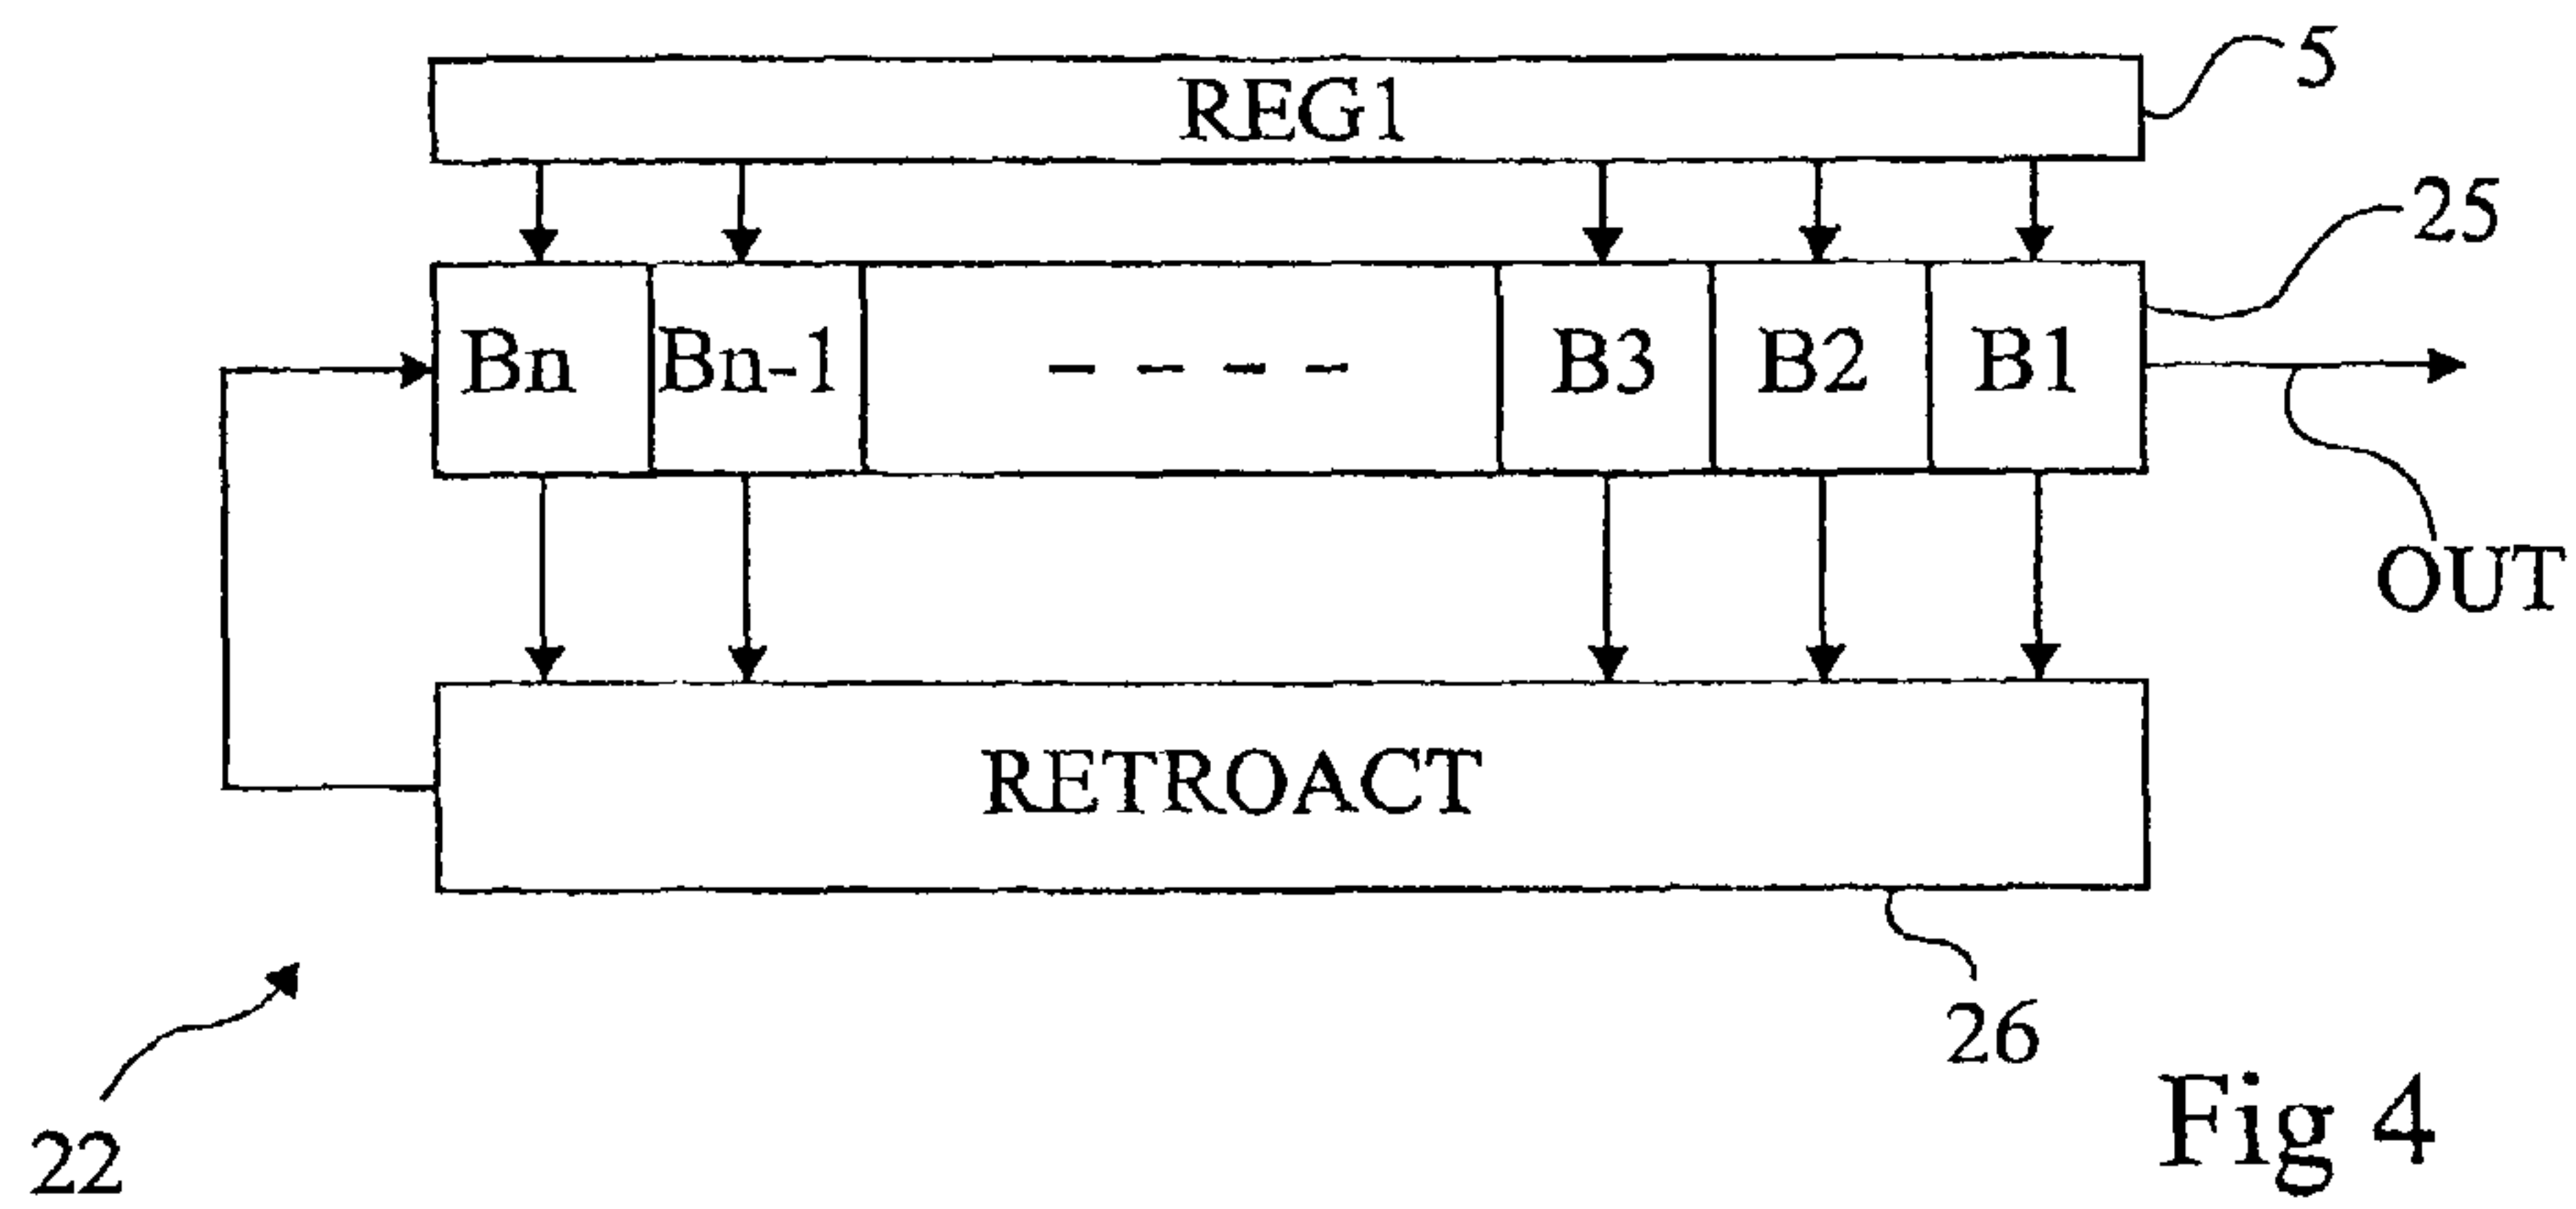 REG1
5
25
Bn Bn-1 ---- B3 B2 B1
OUT
RETROACT
26
22
Fig 4